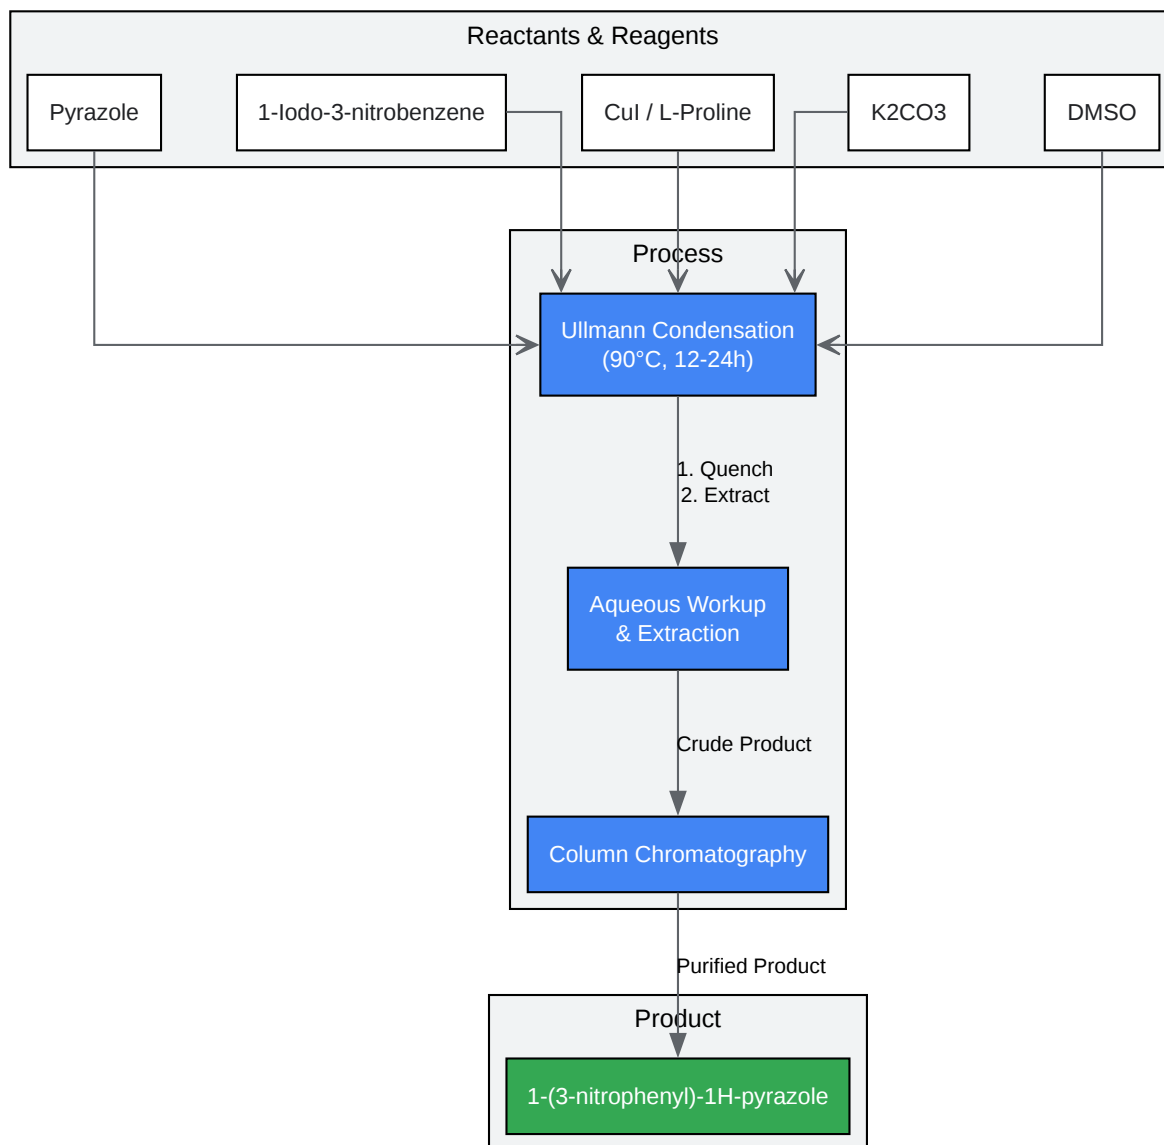 Reactants & Reagents
Pyrazole
1-Iodo-3-nitrobenzene
CuI / L-Proline
K2CO3
DMSO
Process
Ullmann Condensation
(90°C, 12-24h)
1. Quench
2. Extract
Aqueous Workup
& Extraction
Crude Product
Column Chromatography
Purified Product
Product
1-(3-nitrophenyl)-1H-pyrazole